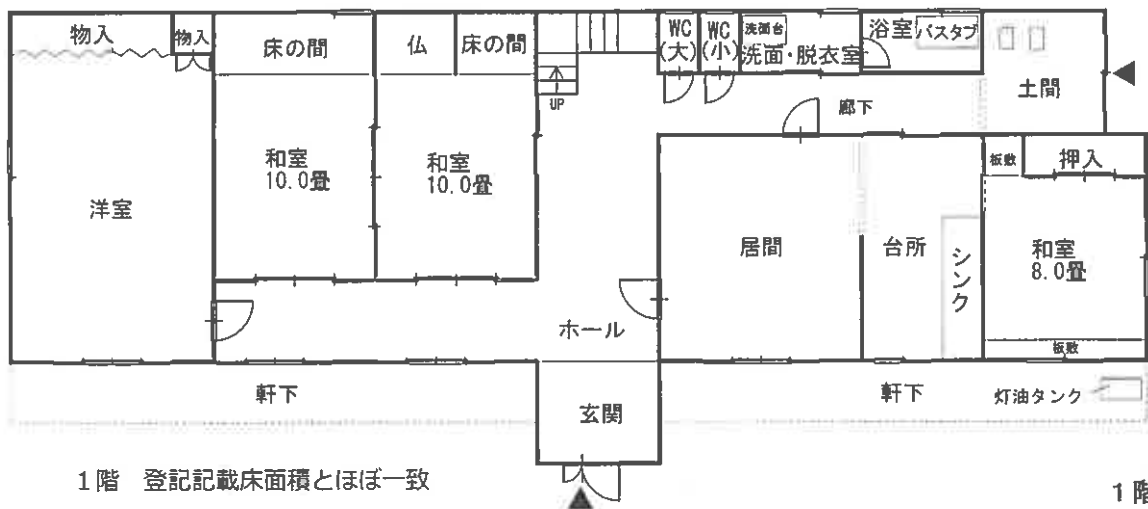 物入
物入
床の間
仏
床の間
UP
WC
(大)
WC
(小)
洗面台
洗面・脱衣室
浴室
バスタブ
土間
廊下
和室
10.0畳
和室
10.0畳
洋室
板敷
押入
居間
台所
シンク
和室
8.0畳
ホール
板敷
軒下
玄関
軒下
灯油タンク
1階 登記記載床面積とほぼ一致
1階